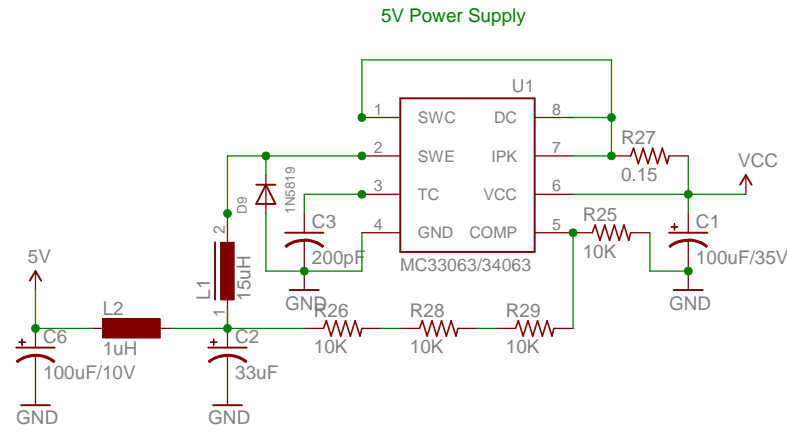 5V Power Supply
U1
1 SWC DC 8
2 SWE IPK 7
3 TC VCC 6
4 GND COMP 5
MC33063/34063
R27
0.15
VCC
D9
1N5819
C3
200pF
R25
10K
C1
100uF/35V
GND
GND
5V
2
L1
15uH
1
L2
1uH
C6
100uF/10V
C2
33uF
R26
10K
R28
10K
R29
10K
GND
GND